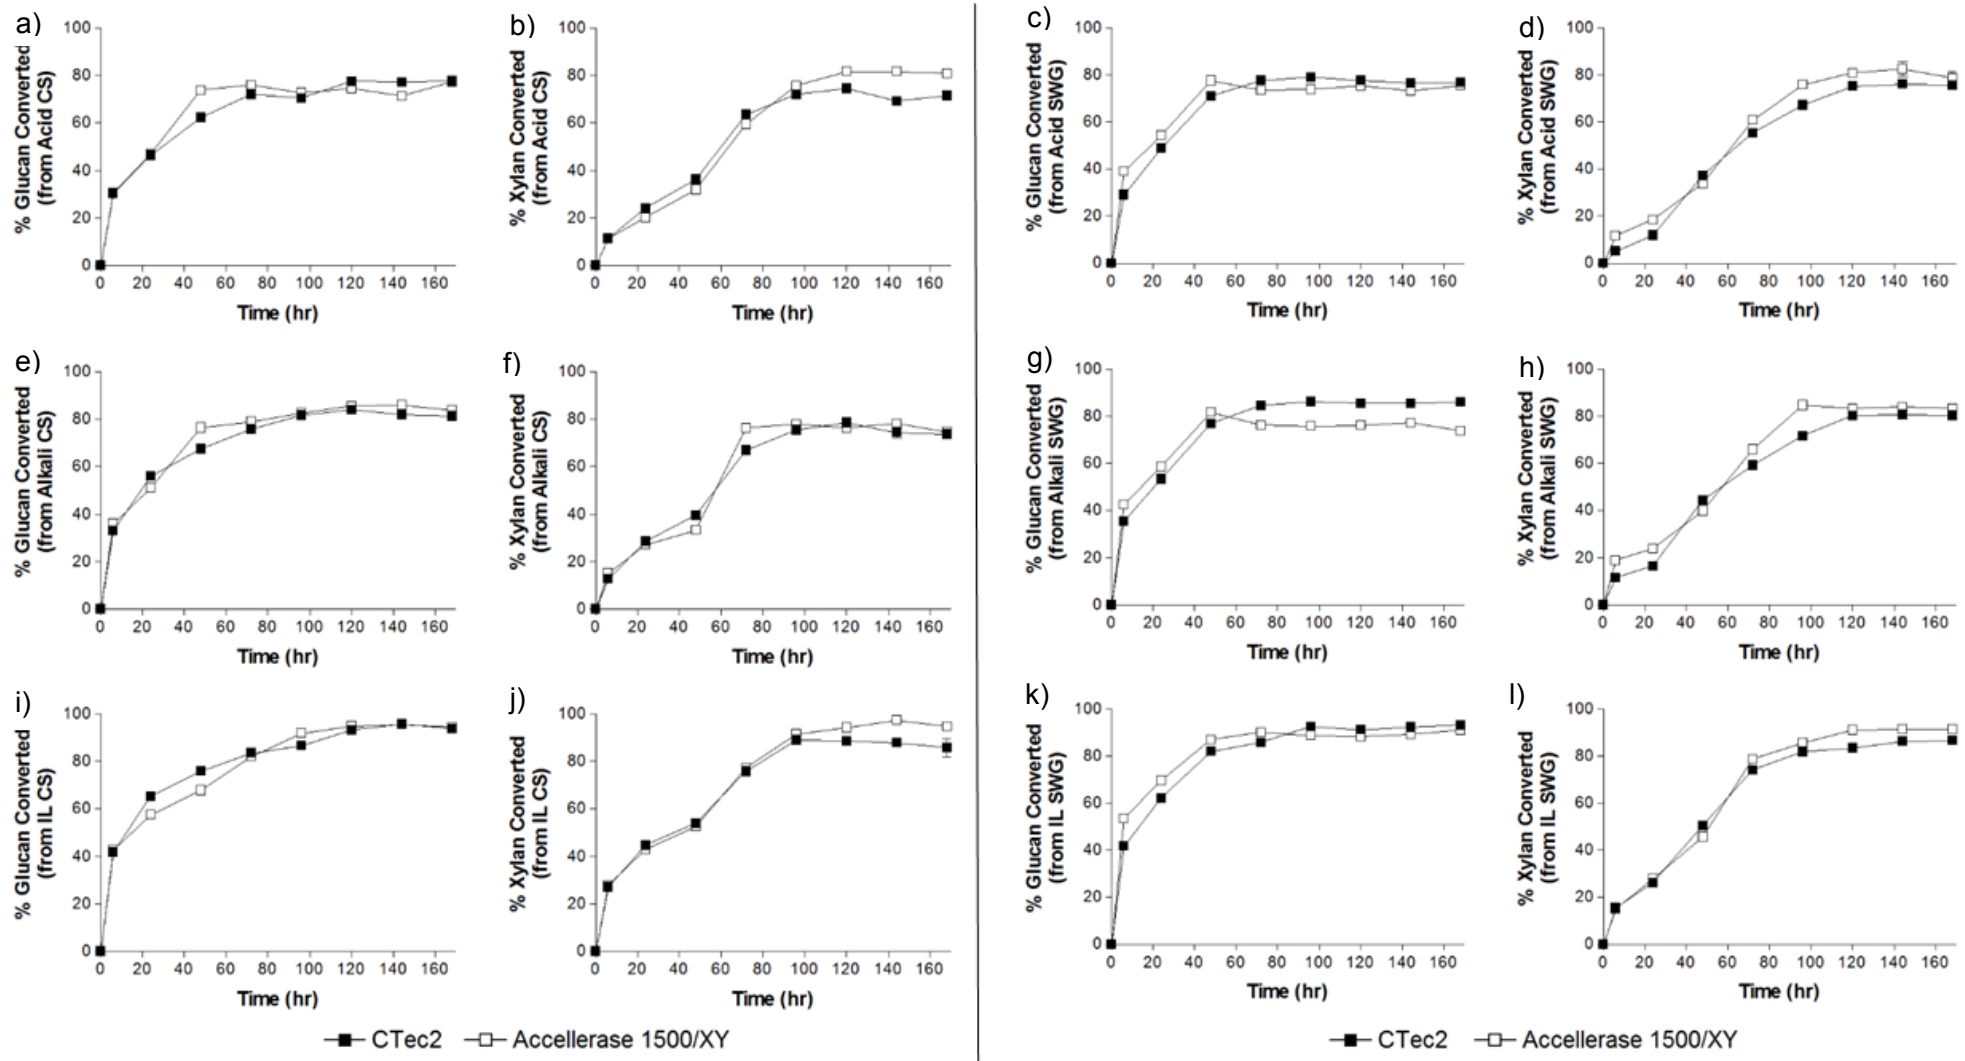 a)
% Glucan Converted
(from Acid CS)
100
80
60
40
20
0
0 20 40 60 80 100 120 140 160
Time (hr)
b)
% Xylan Converted
(from Acid CS)
100
80
60
40
20
0
0 20 40 60 80 100 120 140 160
Time (hr)
c)
% Glucan Converted
(from Acid SWG)
100
80
60
40
20
0
0 20 40 60 80 100 120 140 160
Time (hr)
d)
% Xylan Converted
(from Acid SWG)
100
80
60
40
20
0
0 20 40 60 80 100 120 140 160
Time (hr)
e)
% Glucan Converted
(from Alkali CS)
100
80
60
40
20
0
0 20 40 60 80 100 120 140 160
Time (hr)
f)
% Xylan Converted
(from Alkali CS)
100
80
60
40
20
0
0 20 40 60 80 100 120 140 160
Time (hr)
g)
% Glucan Converted
(from Alkali SWG)
100
80
60
40
20
0
0 20 40 60 80 100 120 140 160
Time (hr)
h)
% Xylan Converted
(from Alkali SWG)
100
80
60
40
20
0
0 20 40 60 80 100 120 140 160
Time (hr)
i)
% Glucan Converted
(from IL CS)
100
80
60
40
20
0
0 20 40 60 80 100 120 140 160
Time (hr)
j)
% Xylan Converted
(from IL CS)
100
80
60
40
20
0
0 20 40 60 80 100 120 140 160
Time (hr)
k)
% Glucan Converted
(from IL SWG)
100
80
60
40
20
0
0 20 40 60 80 100 120 140 160
Time (hr)
l)
% Xylan Converted
(from IL SWG)
100
80
60
40
20
0
0 20 40 60 80 100 120 140 160
Time (hr)
CTec2 Accellerase 1500/XY
CTec2 Accellerase 1500/XY